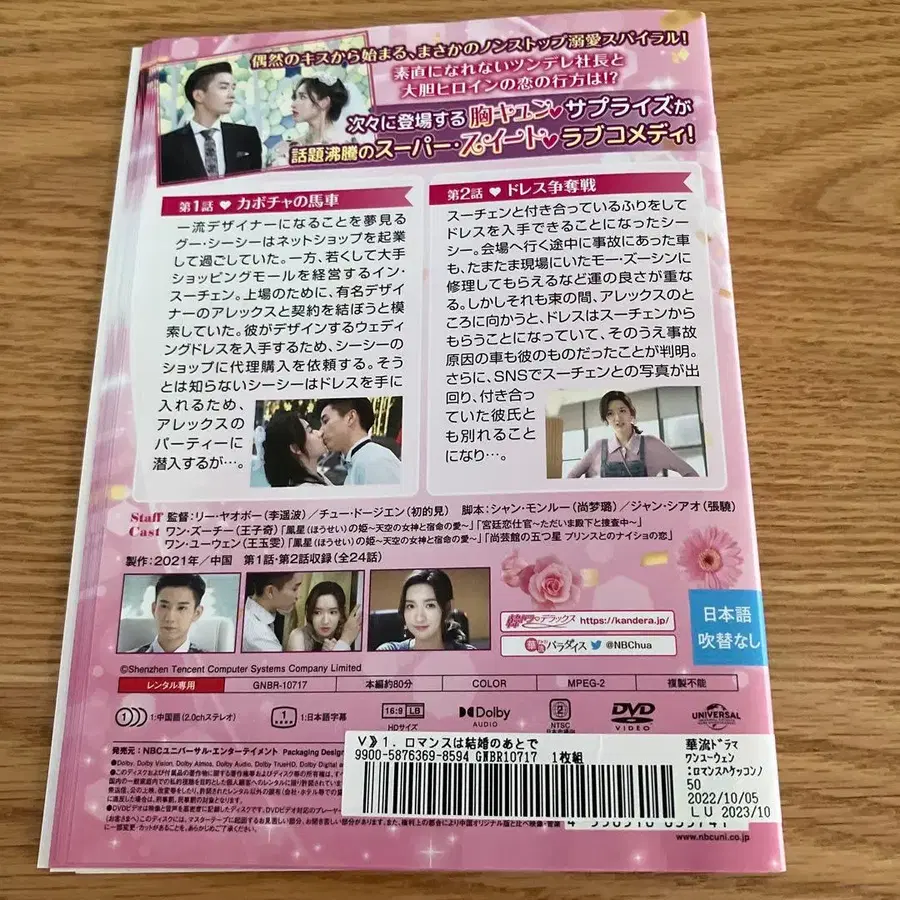 偶然のキスから始まる、まさかのノンストップ溺愛スパイラル!
素直になれないツンデレ社長と
大胆ヒロインの恋の行方は!?
次々に登場する胸キュン♥サプライズが
話題沸騰のスーパー・スイート♥ラブコメディ!
第1話 ♥ カボチャの馬車
一流デザイナーになることを夢見る
グー・シーシーはネットショップを起業
して過ごしていた。一方、若くして大手
ショッピングモールを経営するイン・
スーチェン。上場のために、有名デザイ
ナーのアレックスと契約を結ぼうと模
索していた。彼がデザインするウェディ
ングドレスを入手するため、シーシーの
ショップに代理購入を依頼する。そう
とは知らないシーシーはドレスを手に
入れるため、
アレックスの
パーティーに
潜入するが…。
第2話 ♥ ドレス争奪戦
スーチェンと付き合っているふりをして
ドレスを入手できることになったシー
シー。会場へ行く途中に事故にあった車
も、たまたま現場にいたモー・ズーシンに
修理してもらえるなど運の良さが重な
る。しかしそれも束の間、アレックスのと
ころに向かうと、ドレスはスーチェンから
もらうことになっていて、そのうえ事故
原因の車も彼のものだったことが判明。
さらに、SNSでスーチェンとの写真が出
回り、付き合っ
ていた彼氏と
も別れること
になり…。
Staff 監督:リー・ヤオボー(李遥波)/チュー・ドージエン(初的見) 脚本:シャン・モンルー(尚梦璐)/ジャン・シアオ(張驍)
Cast ワン・ズーチー(王子奇)「鳳星(ほうせい)の姫~天空の女神と宿命の愛~」「宮廷恋仕官~ただいま殿下と捜査中~」
ワン・ユーウェン(王玉雯)「鳳星(ほうせい)の姫~天空の女神と宿命の愛~」「尚芸館の五つ星 プリンスとのナイショの恋」
製作:2021年/中国 第1話・第2話収録(全24話)
韓ドラ♥デラックス https://kandera.jp/
華流パラダイス @NBChua
日本語
吹替なし
©Shenzhen Tencent Computer Systems Company Limited
レンタル専用 GNBR-10717 本編約80分 COLOR MPEG-2 複製不能
1:中国語(2.0chステレオ) 1 1:日本語字幕 16:9 LB HDサイズ Dolby AUDIO 2 NTSC 日本市場向 DVD VIDEO UNIVERSAL
発売元:NBCユニバーサル・エンターテイメント Packaging Design
V》1. ロマンスは結婚のあとで
9900-5876369-8594 GNBR10717 1枚組
華流ドラマ
ワンユーウェン
:ロマンスハケッコンノ
50
2022/10/05
LU 2023/10
www.nbcuni.co.jp